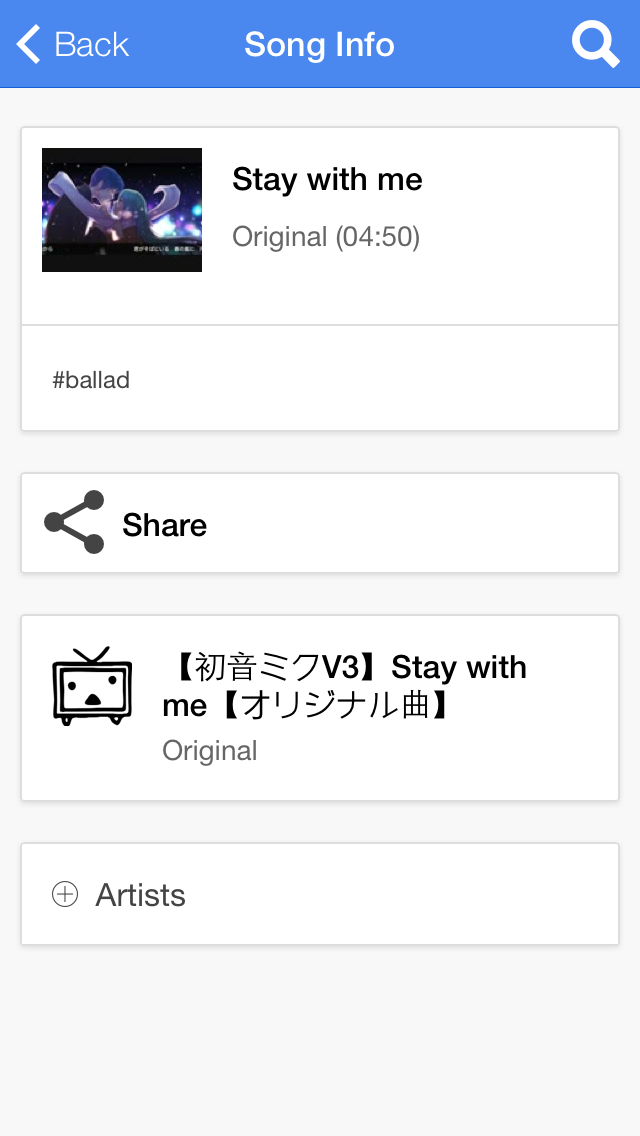 Back
Song Info
Stay with me
Original (04:50)
#ballad
Share
【初音ミクV3】Stay with
me【オリジナル曲】
Original
Artists